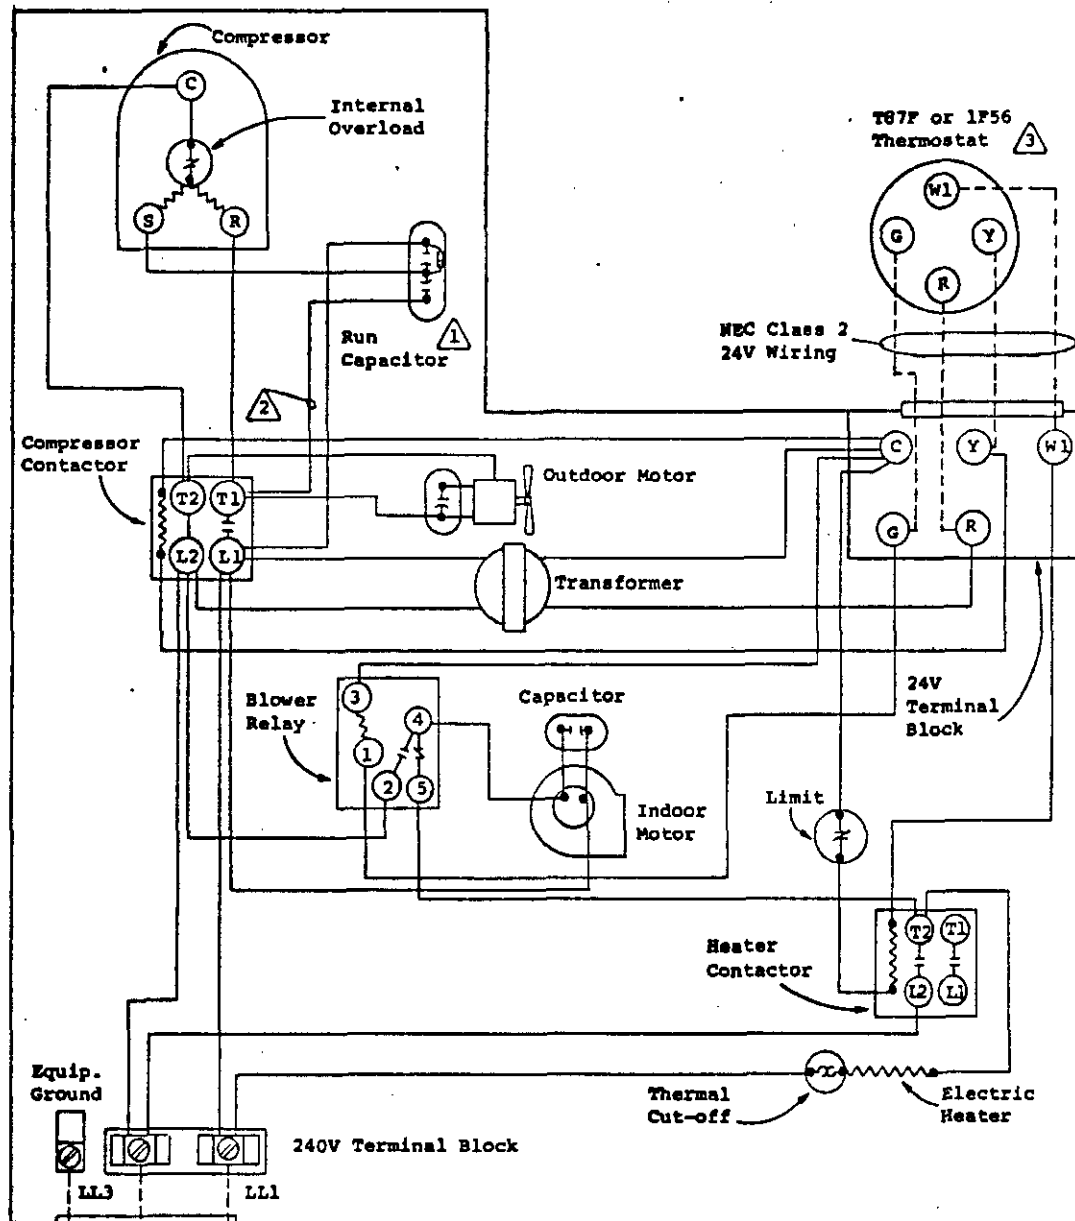 Compressor
C
Internal
Overload
S
R
T87F or 1F56
Thermostat
3
W1
G
Y
R
Run
Capacitor
1
2
NEC Class 2
24V Wiring
Compressor
Contactor
T2
T1
L2
L1
Outdoor Motor
C
Y
W1
G
R
Transformer
Blower
Relay
3
4
1
2
5
Capacitor
Indoor
Motor
24V
Terminal
Block
Limit
Heater
Contactor
T2
T1
L2
L1
Equip.
Ground
Thermal
Cut-off
Electric
Heater
240V Terminal Block
LL3
LL1